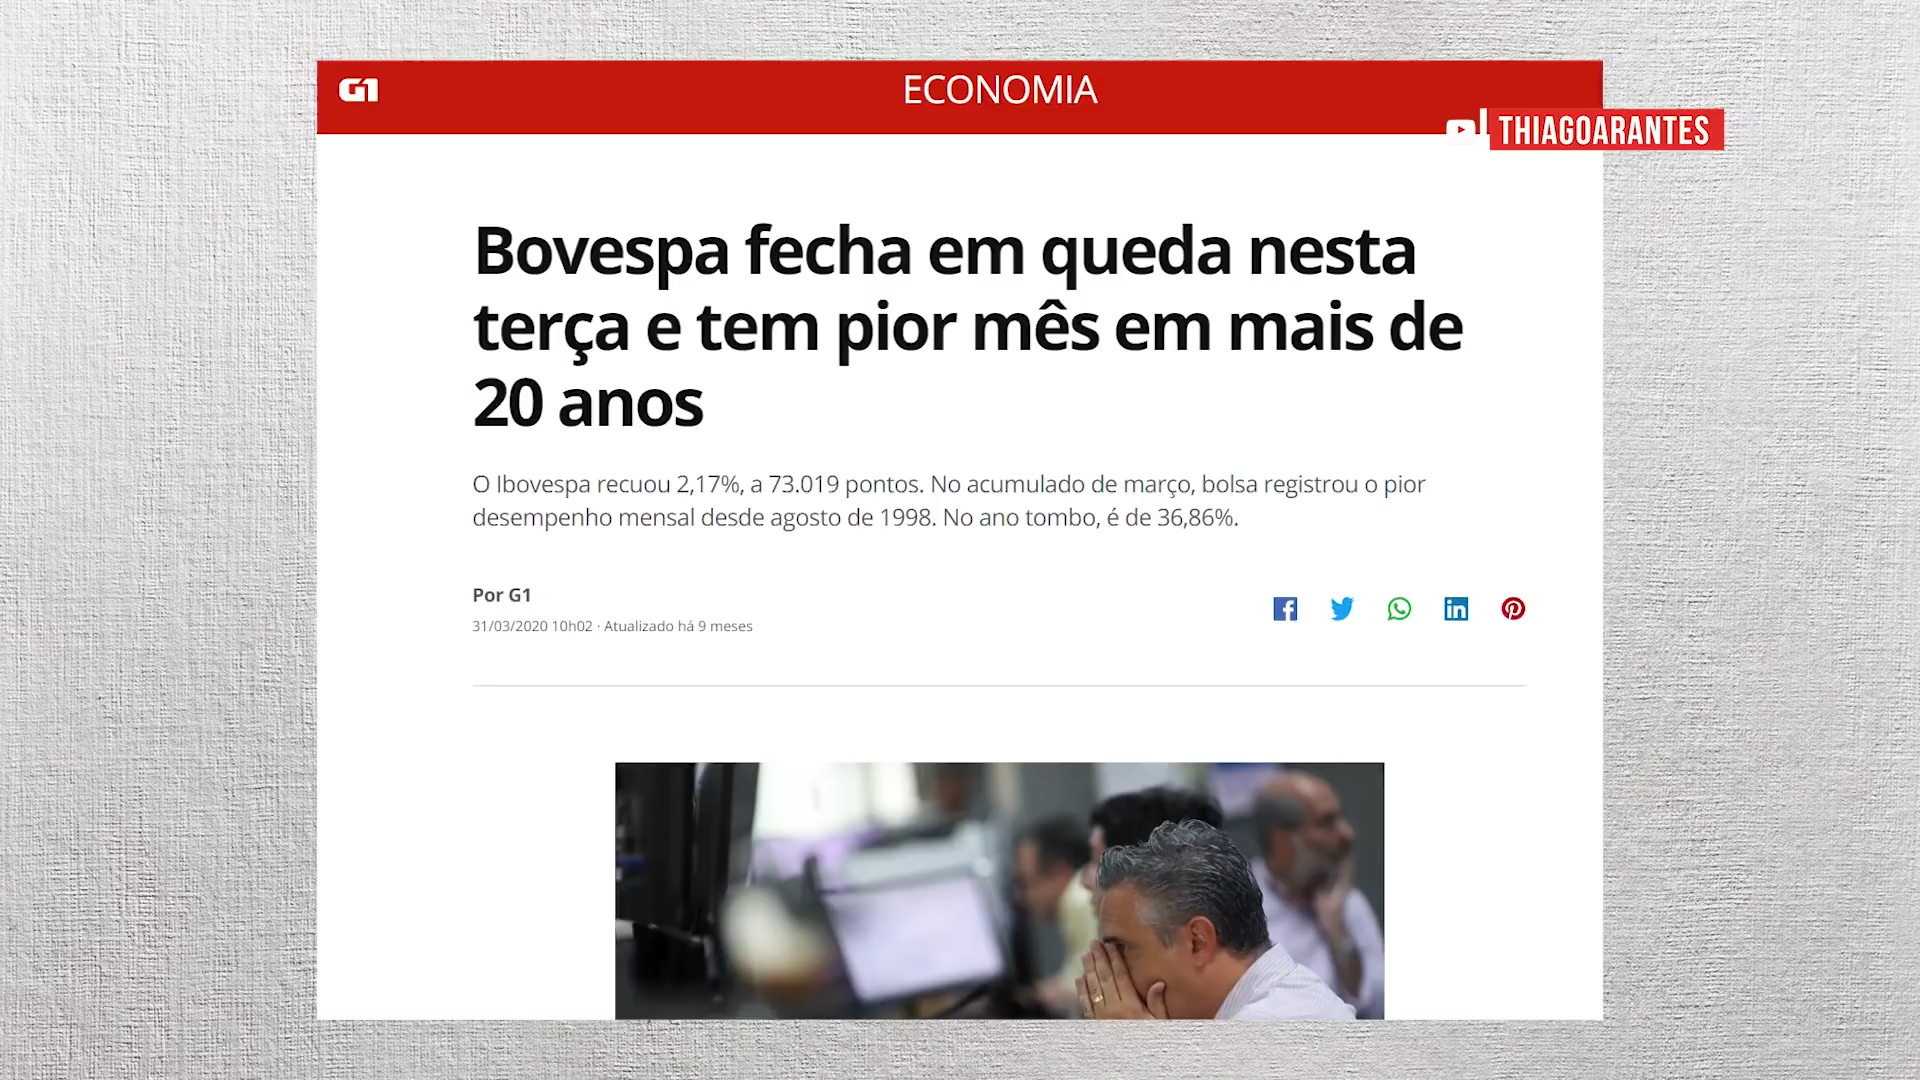 G1
ECONOMIA
THIAGOARANTES
Bovespa fecha em queda nesta
terça e tem pior mês em mais de
20 anos
O Ibovespa recuou 2,17%, a 73.019 pontos. No acumulado de março, bolsa registrou o pior
desempenho mensal desde agosto de 1998. No ano tombo, é de 36,86%.
Por G1
31/03/2020 10h02 · Atualizado há 9 meses